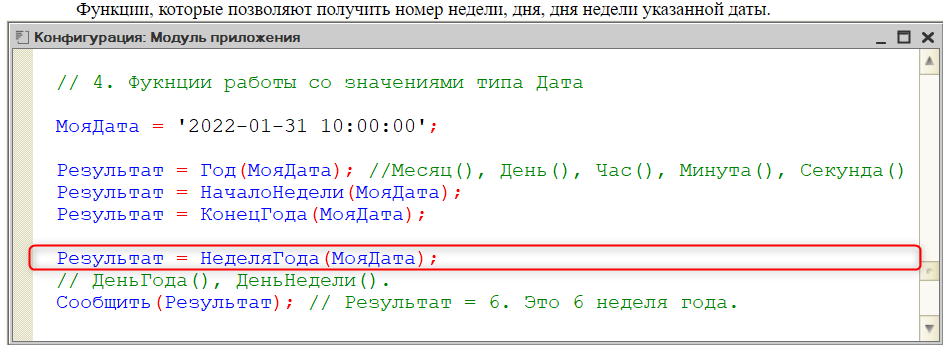 Функции, которые позволяют получить номер недели, дня, дня недели указанной даты.
Конфигурация: Модуль приложения
// 4. Фукнции работы со значениями типа Дата
МояДата = '2022-01-31 10:00:00';
Результат = Год(МояДата); //Месяц(), День(), Час(), Минута(), Секунда()
Результат = НачалоНедели(МояДата);
Результат = КонецГода(МояДата);
Результат = НеделяГода(МояДата);
// ДеньГода(), ДеньНедели().
Сообщить(Результат); // Результат = 6. Это 6 неделя года.